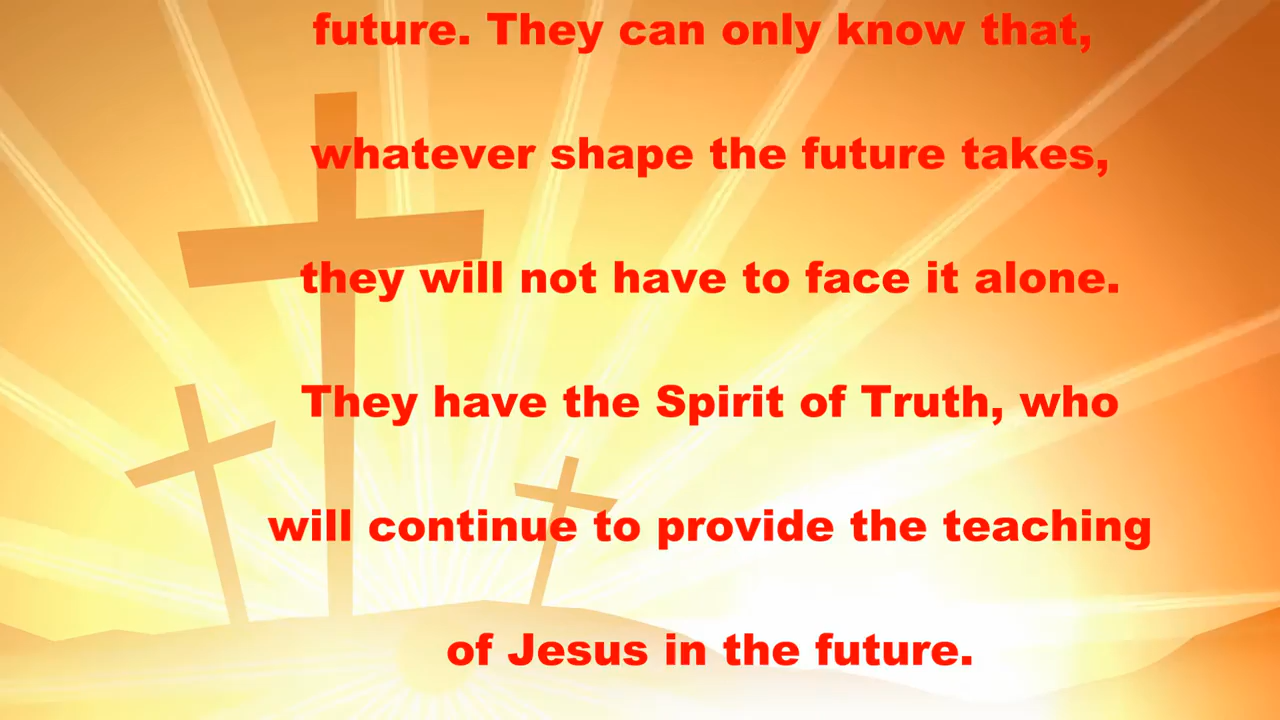 future. They can only know that,
whatever shape the future takes,
they will not have to face it alone.
They have the Spirit of Truth, who
will continue to provide the teaching
of Jesus in the future.